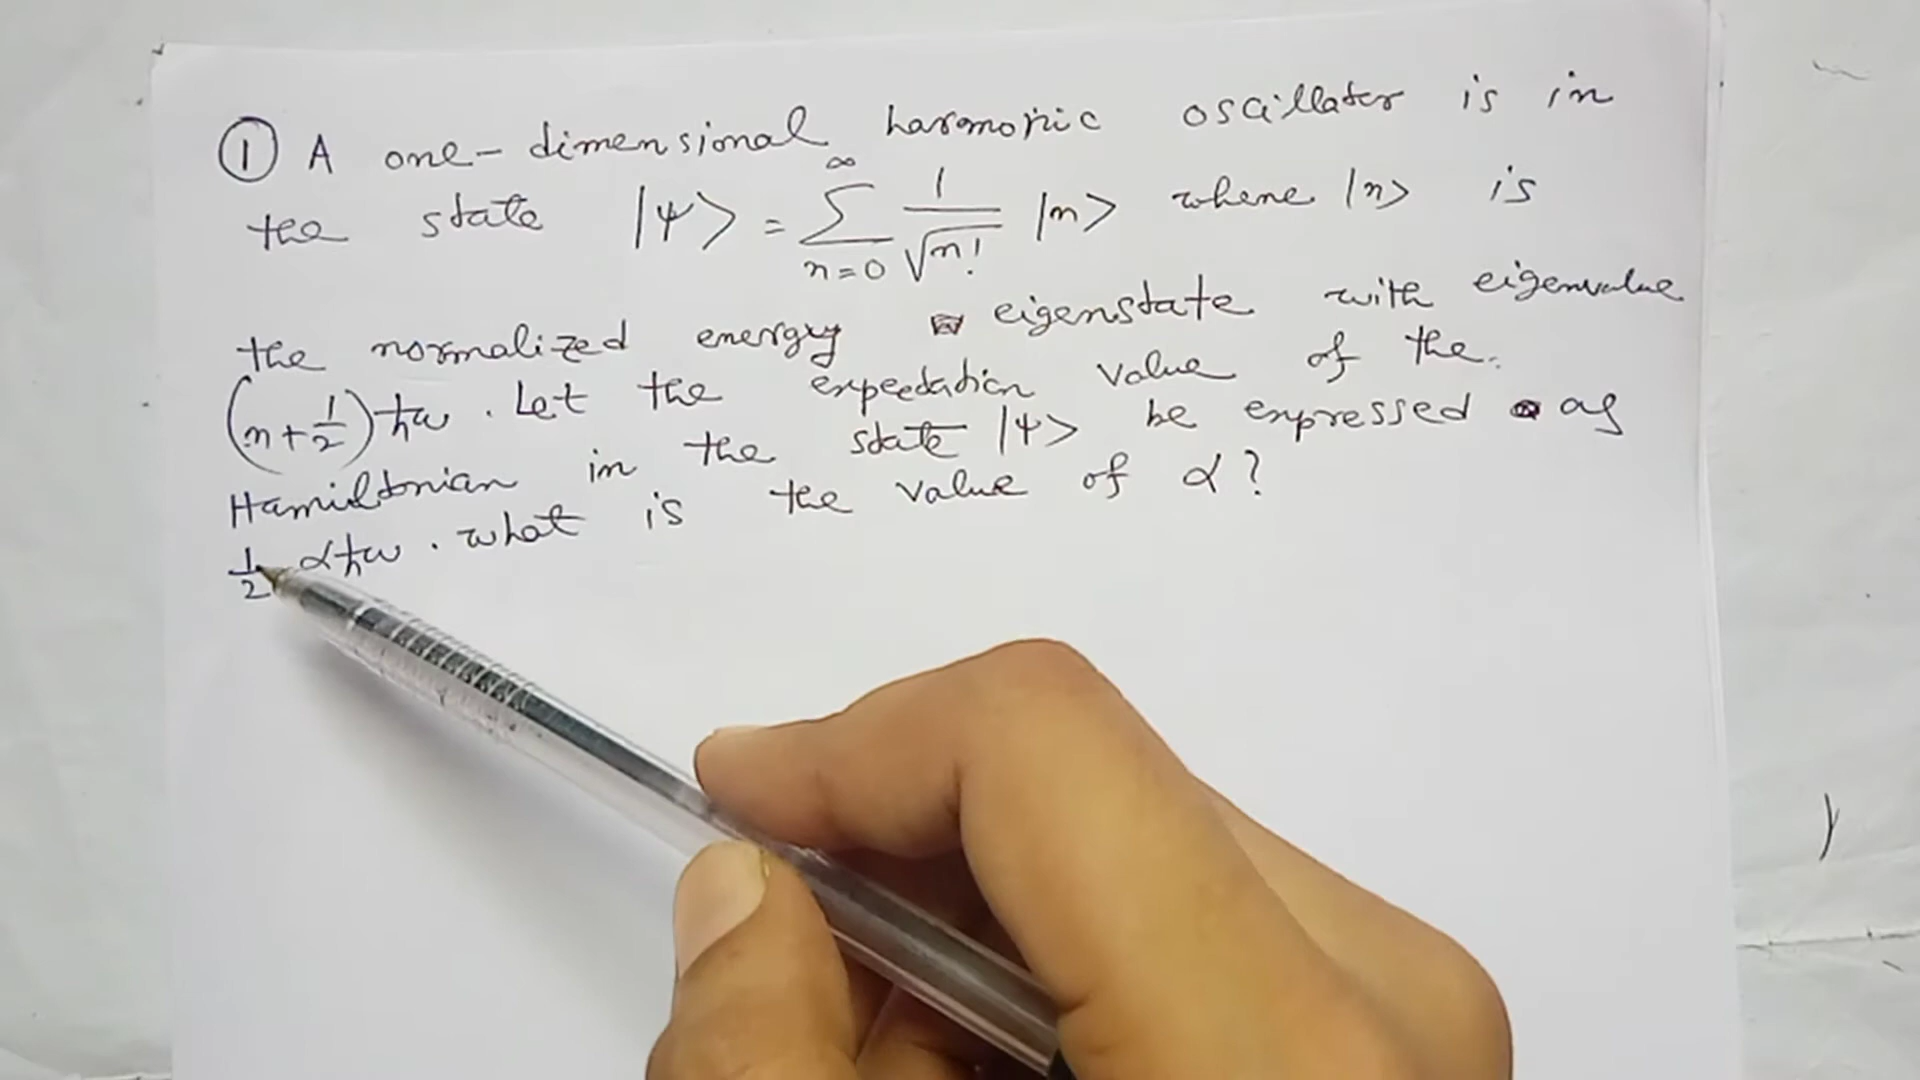 ① A one-dimensional harmonic oscillator is in
the state |ψ> = ∑_{n=0}^{∞} 1/√n! |n> where |n> is
the normalized energy eigenstate with eigenvalue
(n+1/2)ħω. Let the expectation value of the
Hamiltonian in the state |ψ> be expressed as
1/2 αħω. what is the value of α?